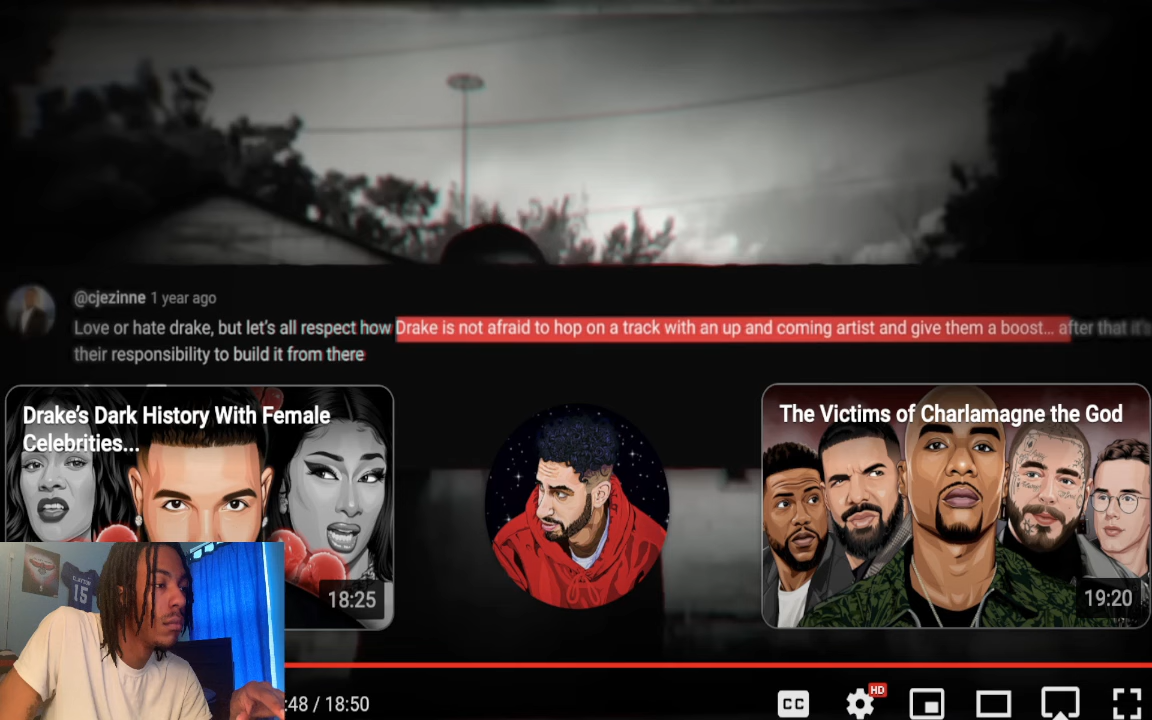 @cjezinne 1 year ago
Love or hate drake, but let's all respect how Drake is not afraid to hop on a track with an up and coming artist and give them a boost... after that it's
their responsibility to build it from there
Drake's Dark History With Female
Celebrities...
18:25
The Victims of Charlamagne the God
19:20
CLAYTON
15
:48 / 18:50
CC
HD